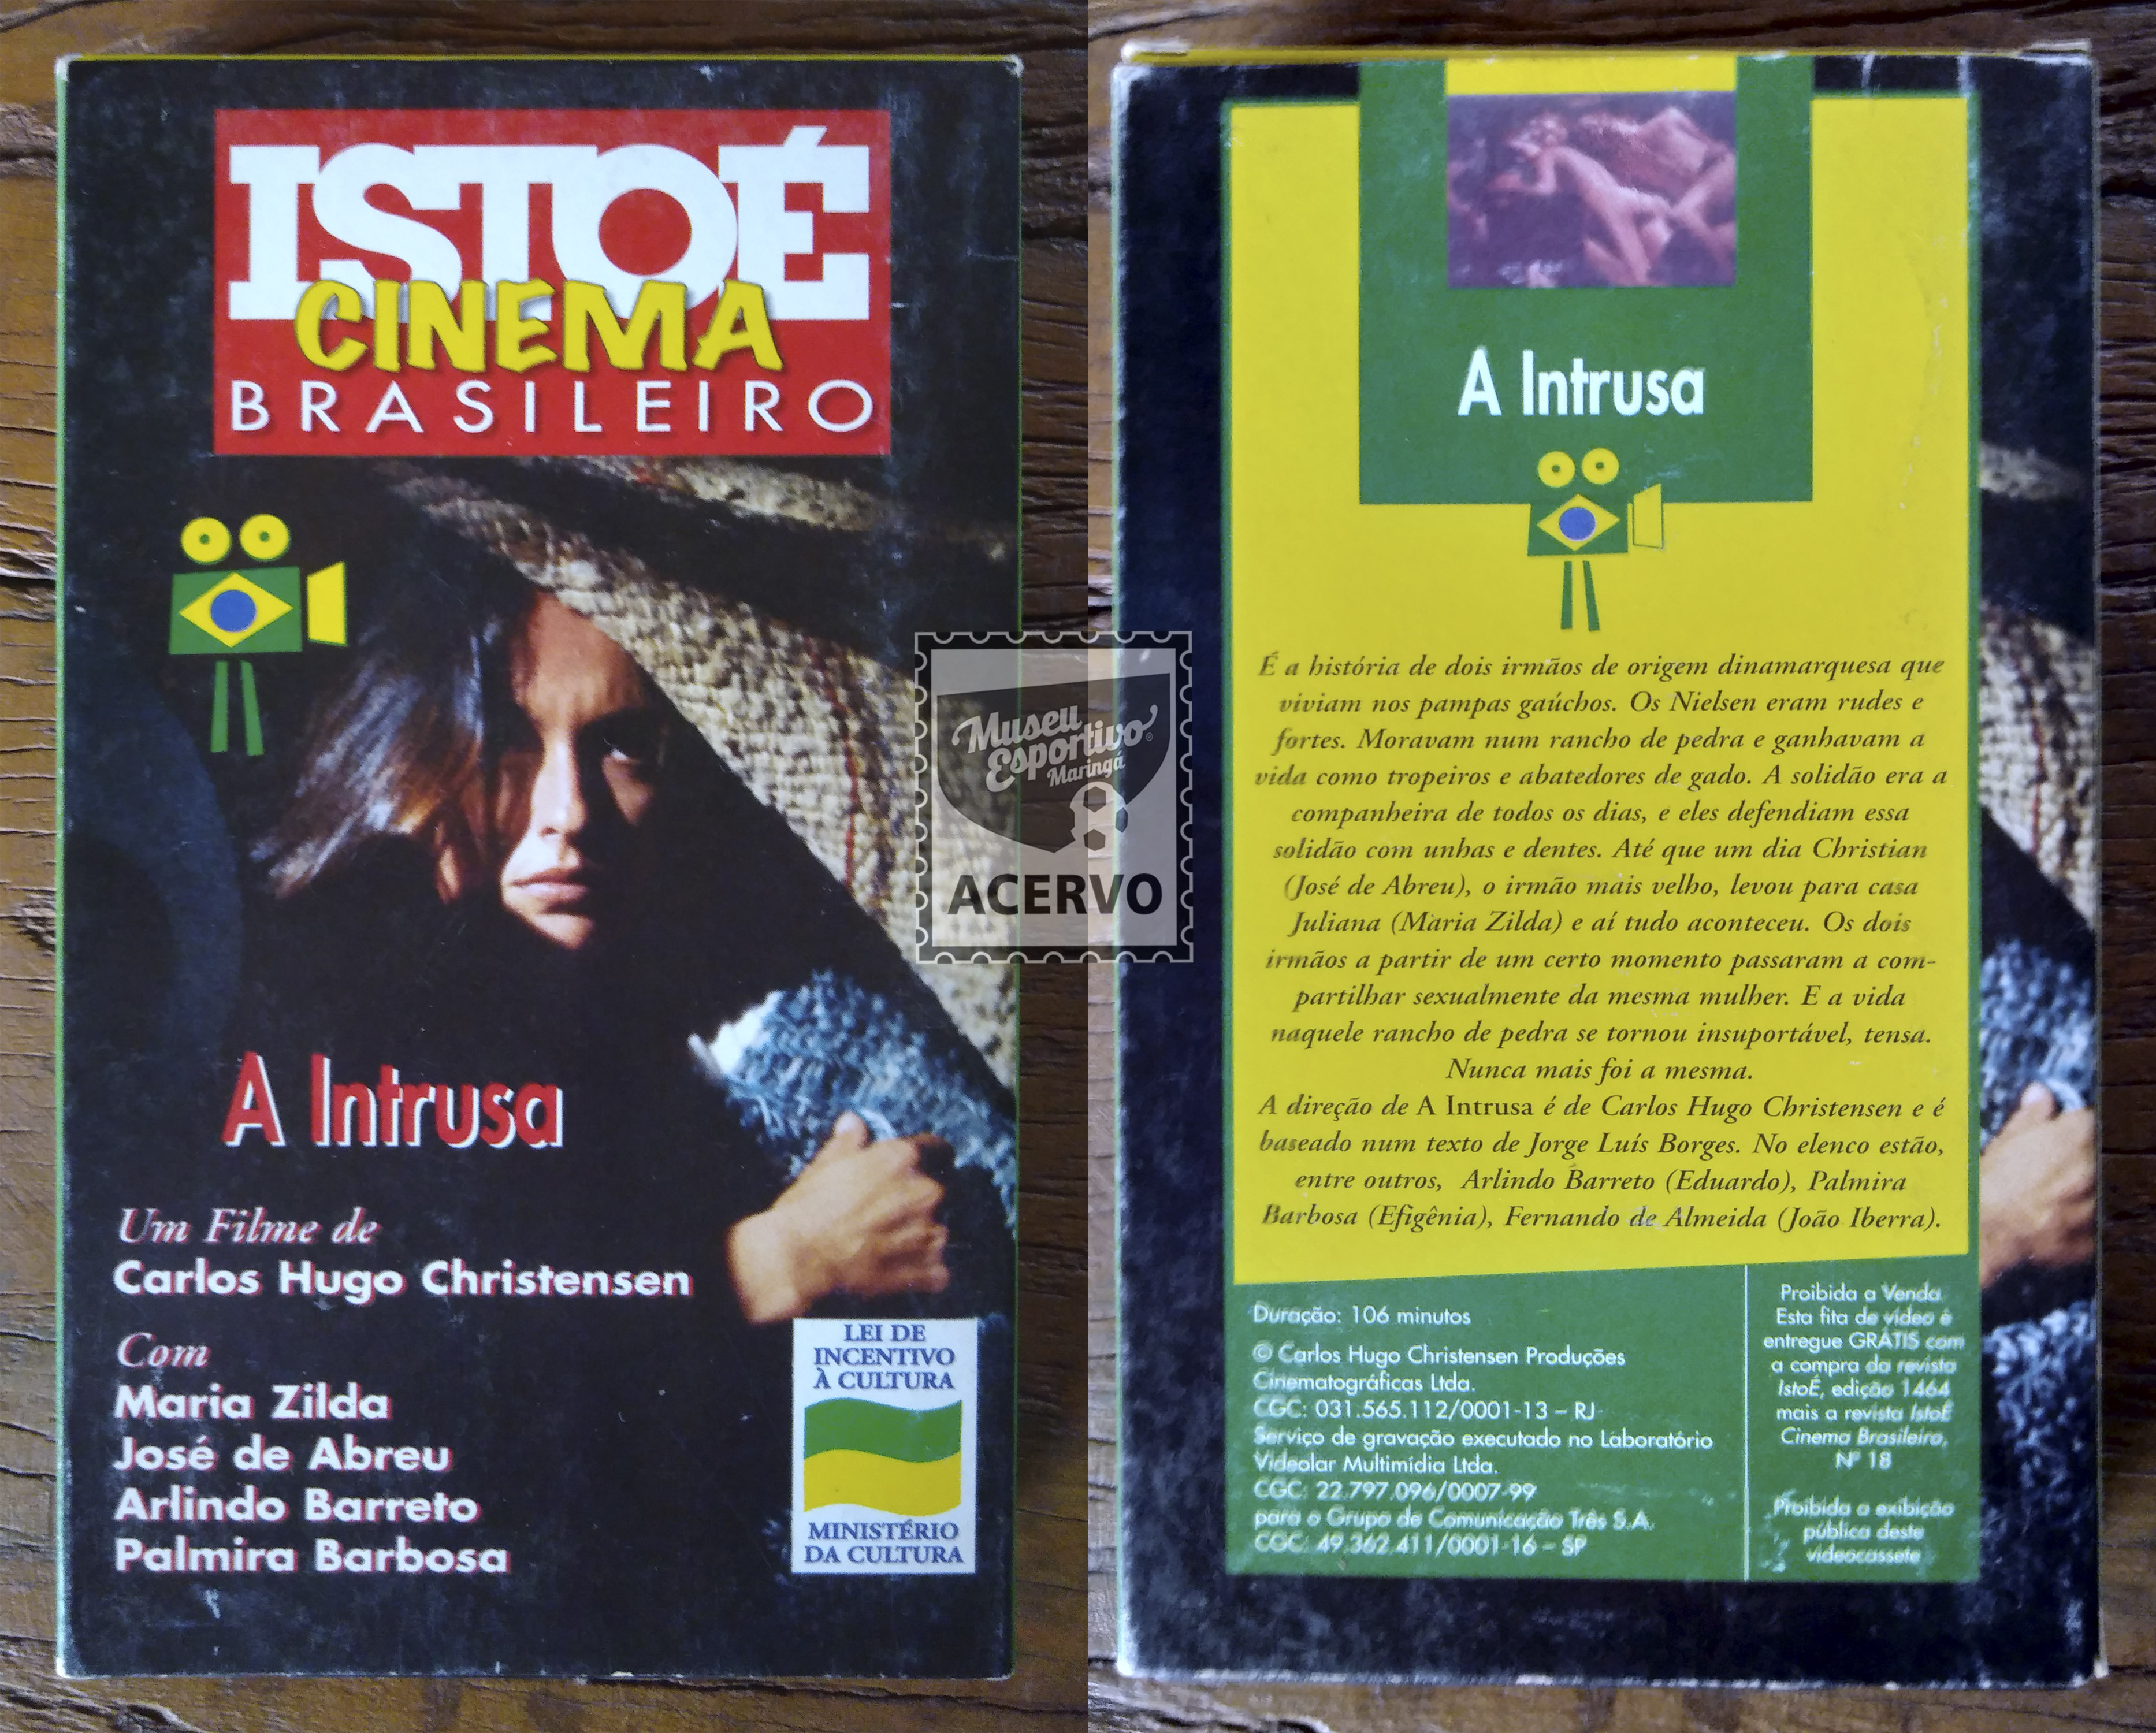 ISTOÉ
CINEMA
BRASILEIRO
A Intrusa
Um Filme de
Carlos Hugo Christensen
Com
Maria Zilda
José de Abreu
Arlindo Barreto
Palmira Barbosa
LEI DE
INCENTIVO
À CULTURA
MINISTÉRIO
DA CULTURA
Museu
Esportivo
Maringá
ACERVO
A Intrusa
É a história de dois irmãos de origem dinamarquesa que
viviam nos pampas gaúchos. Os Nielsen eram rudes e
fortes. Moravam num rancho de pedra e ganhavam a
vida como tropeiros e abatedores de gado. A solidão era a
companheira de todos os dias, e eles defendiam essa
solidão com unhas e dentes. Até que um dia Christian
(José de Abreu), o irmão mais velho, levou para casa
Juliana (Maria Zilda) e aí tudo aconteceu. Os dois
irmãos a partir de um certo momento passaram a com-
partilhar sexualmente da mesma mulher. E a vida
naquele rancho de pedra se tornou insuportável, tensa.
Nunca mais foi a mesma.
A direção de A Intrusa é de Carlos Hugo Christensen e é
baseado num texto de Jorge Luís Borges. No elenco estão,
entre outros, Arlindo Barreto (Eduardo), Palmira
Barbosa (Efigênia), Fernando de Almeida (João Iberra).
Duração: 106 minutos
© Carlos Hugo Christensen Produções
Cinematográficas Ltda.
CGC: 031.565.112/0001-13 – RJ
Serviço de gravação executado no Laboratório
Videolar Multimídia Ltda.
CGC: 22.797.096/0007-99
para o Grupo de Comunicação Três S.A.
CGC: 49.362.411/0001-16 – SP
Proibida a Venda
Esta fita de vídeo é
entregue GRÁTIS com
a compra da revista
IstoÉ, edição 1464
mais a revista IstoÉ
Cinema Brasileiro,
Nº 18
Proibida a exibição
pública deste
videocassete